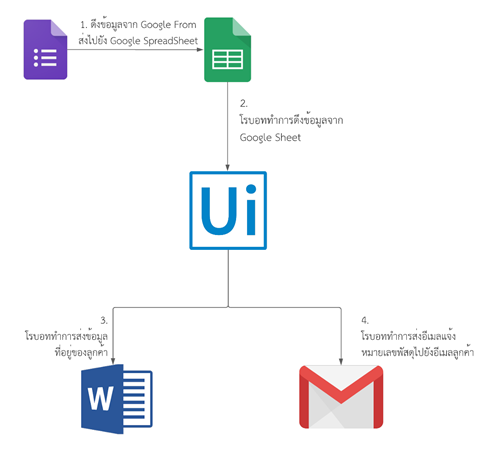 1. ดึงข้อมูลจาก Google From
ส่งไปยัง Google SpreadSheet
2.
โรบอททำการดึงข้อมูลจาก
Google Sheet
Ui
3.
โรบอททำการส่งข้อมูล
ที่อยู่ของลูกค้า
W
4.
โรบอททำการส่งอีเมลแจ้ง
หมายเลขพัสดุไปยังอีเมลลูกค้า